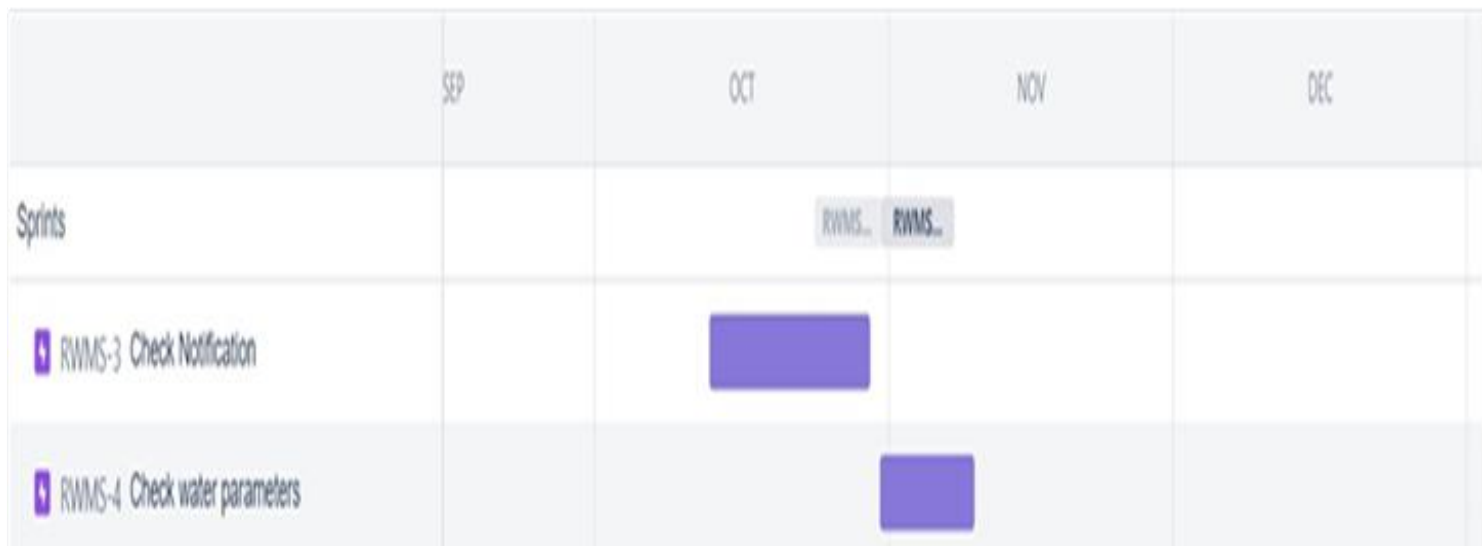 SEP OCT NOV DEC
Sprints RWMS... RWMS...
RWMS-3 Check Notification
RWMS-4 Check water parameters